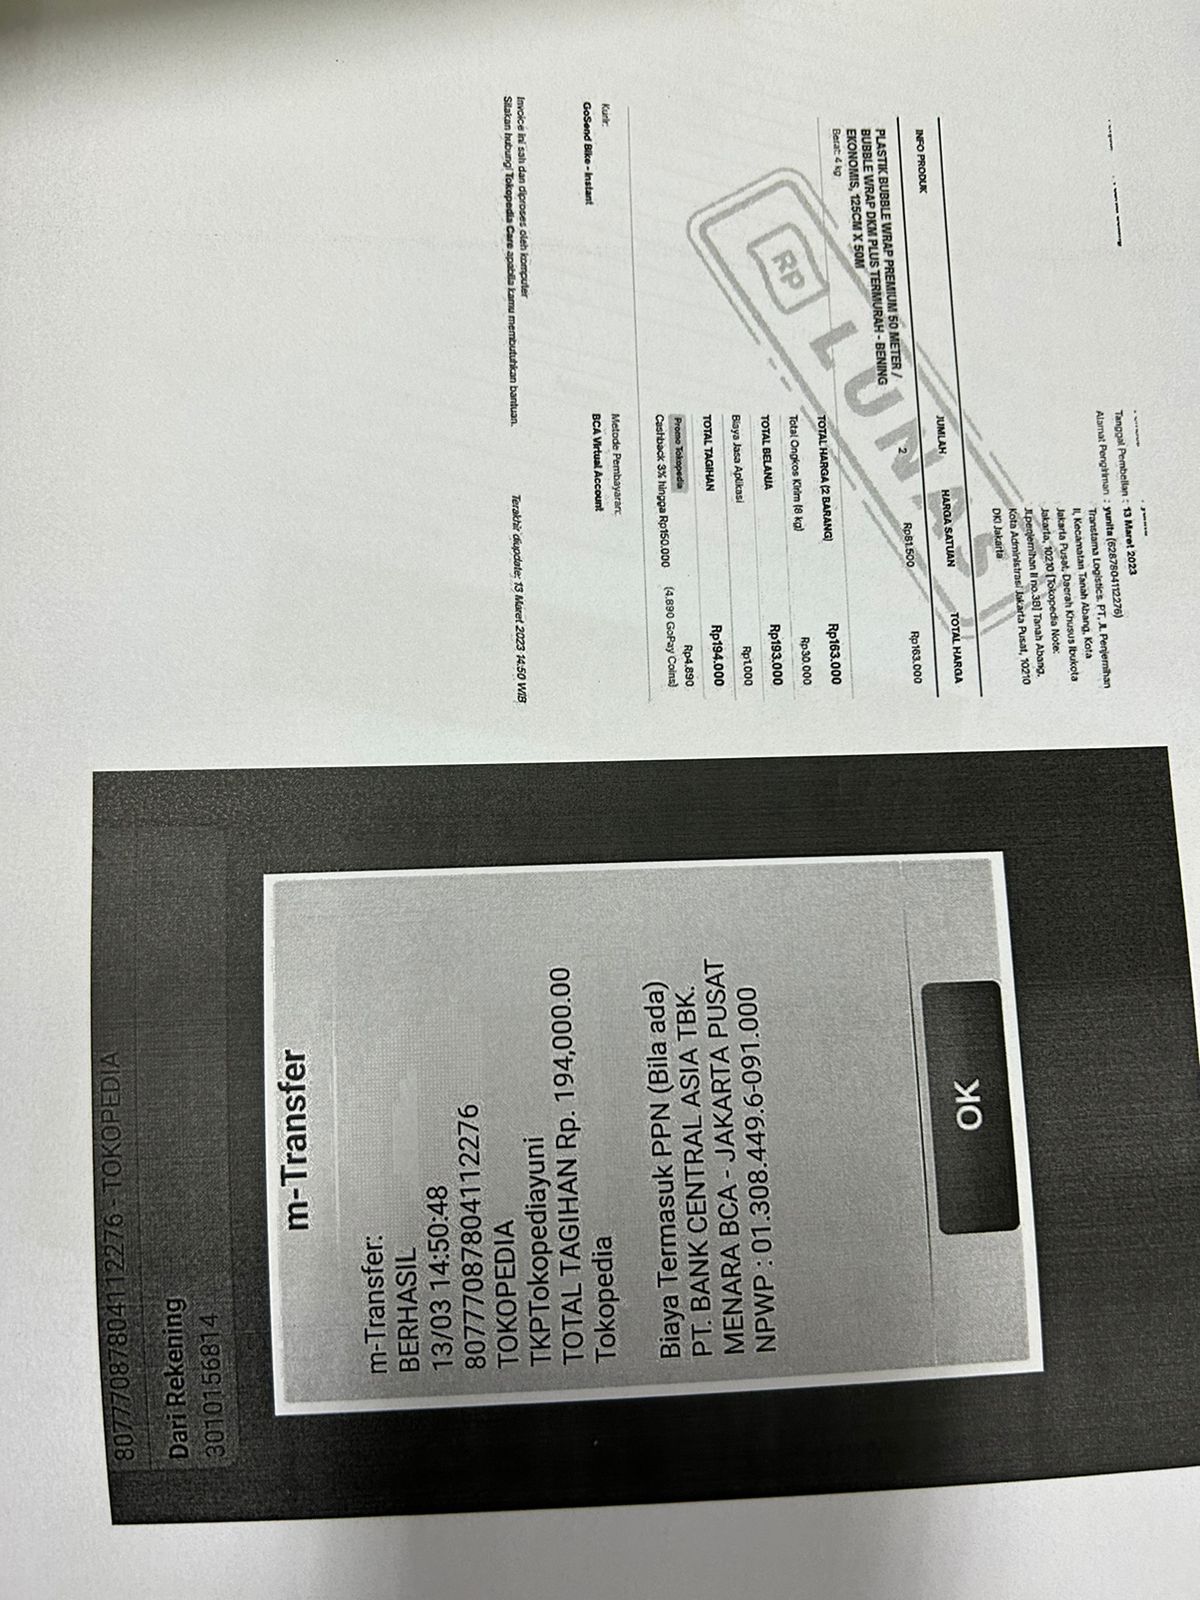 Tanggal Pembelian : 13 Maret 2023
Alamat Pengiriman : yunita (6287804112276)
Transtama Logistics. PT, Jl. Penjernihan
II, Kecamatan Tanah Abang, Kota
Jakarta Pusat, Daerah Khusus Ibukota
Jakarta, 10210 [Tokopedia Note:
Jl.penjernihan II no.3B] Tanah Abang,
Kota Administrasi Jakarta Pusat, 10210
DKI Jakarta
INFO PRODUK JUMLAH HARGA SATUAN TOTAL HARGA
PLASTIK BUBBLE WRAP PREMIUM 50 METER / 2 Rp81.500 Rp163.000
BUBBLE WRAP DKM PLUS TERMURAH - BENING
EKONOMIS, 125CM X 50M
Berat: 4 kg
RP LUNAS
TOTAL HARGA (2 BARANG) Rp163.000
Total Ongkos Kirim (8 kg) Rp30.000
TOTAL BELANJA Rp193.000
Biaya Jasa Aplikasi Rp1.000
TOTAL TAGIHAN Rp194.000
Promo Tokopedia Rp4.890
Cashback 3% hingga Rp150.000 (4.890 GoPay Coins)
Kurir:
GoSend Bike - Instant
Metode Pembayaran:
BCA Virtual Account
Invoice ini sah dan diproses oleh komputer
Silakan hubungi Tokopedia Care apabila kamu membutuhkan bantuan.
Terakhir diupdate: 13 Maret 2023 14:50 WIB
80777087804112276 - TOKOPEDIA
Dari Rekening
3010156814
m-Transfer
m-Transfer:
BERHASIL
13/03 14:50:48
80777087804112276
TOKOPEDIA
TKPTokopediayuni
TOTAL TAGIHAN Rp. 194,000.00
Tokopedia
Biaya Termasuk PPN (Bila ada)
PT. BANK CENTRAL ASIA TBK.
MENARA BCA - JAKARTA PUSAT
NPWP : 01.308.449.6-091.000
OK